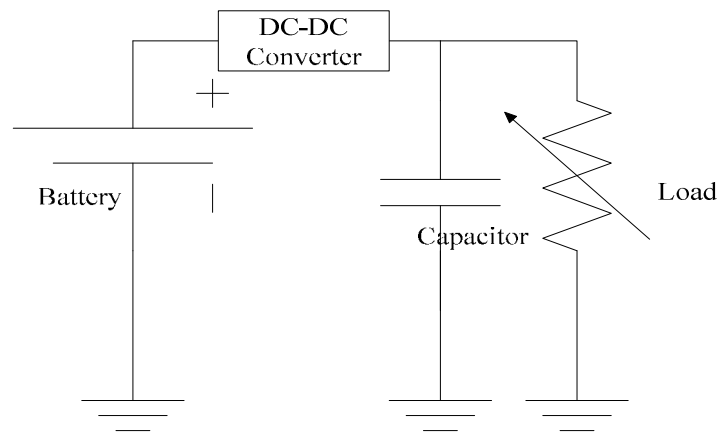 DC-DC
Converter
+
Battery
Capacitor
Load